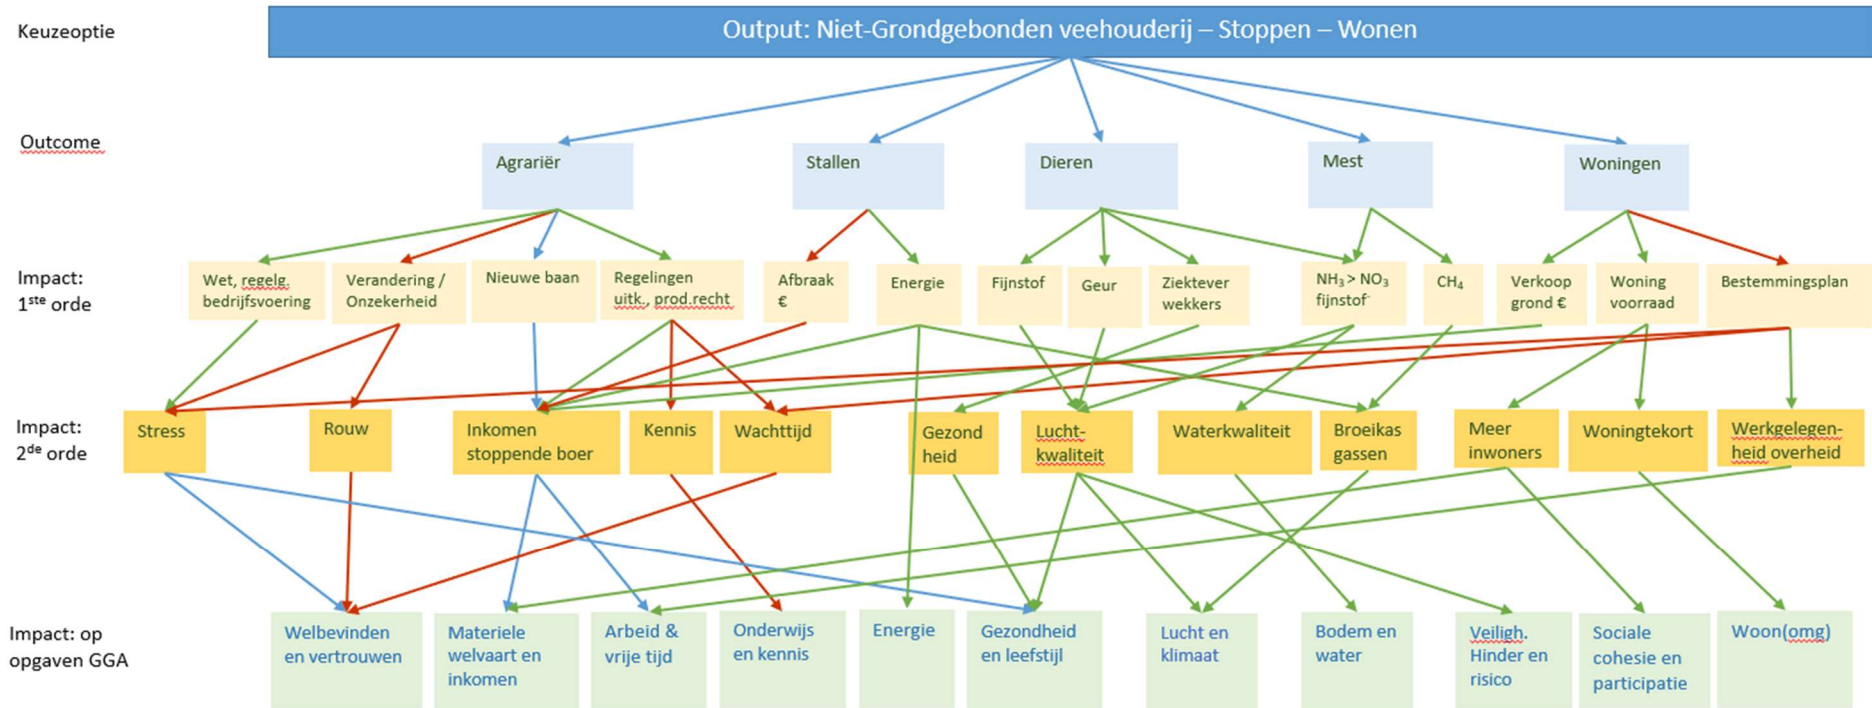 Keuzeoptie
Output: Niet-Grondgebonden veehouderij – Stoppen – Wonen
Outcome
Agrariër
Stallen
Dieren
Mest
Woningen
Impact:
1ste orde
Wet, regelg.
bedrijfsvoering
Verandering /
Onzekerheid
Nieuwe baan
Regelingen
uitk., prod.recht
Afbraak
€
Energie
Fijnstof
Geur
Ziektever
wekkers
NH₃ > NO₃
fijnstof
CH₄
Verkoop
grond €
Woning
voorraad
Bestemmingsplan
Impact:
2de orde
Stress
Rouw
Inkomen
stoppende boer
Kennis
Wachttijd
Gezond
heid
Lucht-
kwaliteit
Waterkwaliteit
Broeikas
gassen
Meer
inwoners
Woningtekort
Werkgelegen-
heid overheid
Impact: op
opgaven GGA
Welbevinden
en vertrouwen
Materiele
welvaart en
inkomen
Arbeid &
vrije tijd
Onderwijs
en kennis
Energie
Gezondheid
en leefstijl
Lucht en
klimaat
Bodem en
water
Veiligh.
Hinder en
risico
Sociale
cohesie en
participatie
Woon(omg)